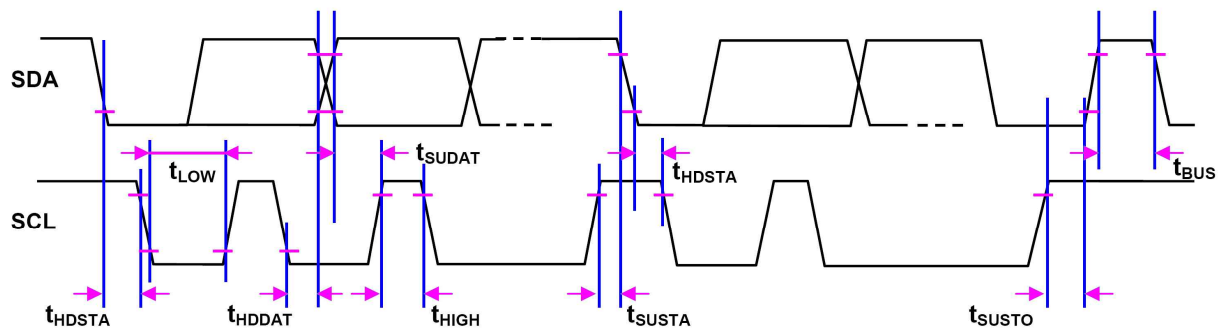 SDA
tLOW
tSUDAT
tHDSTA
tBUS
SCL
tHDSTA
tHDDAT
tHIGH
tSUSTA
tSUSTO